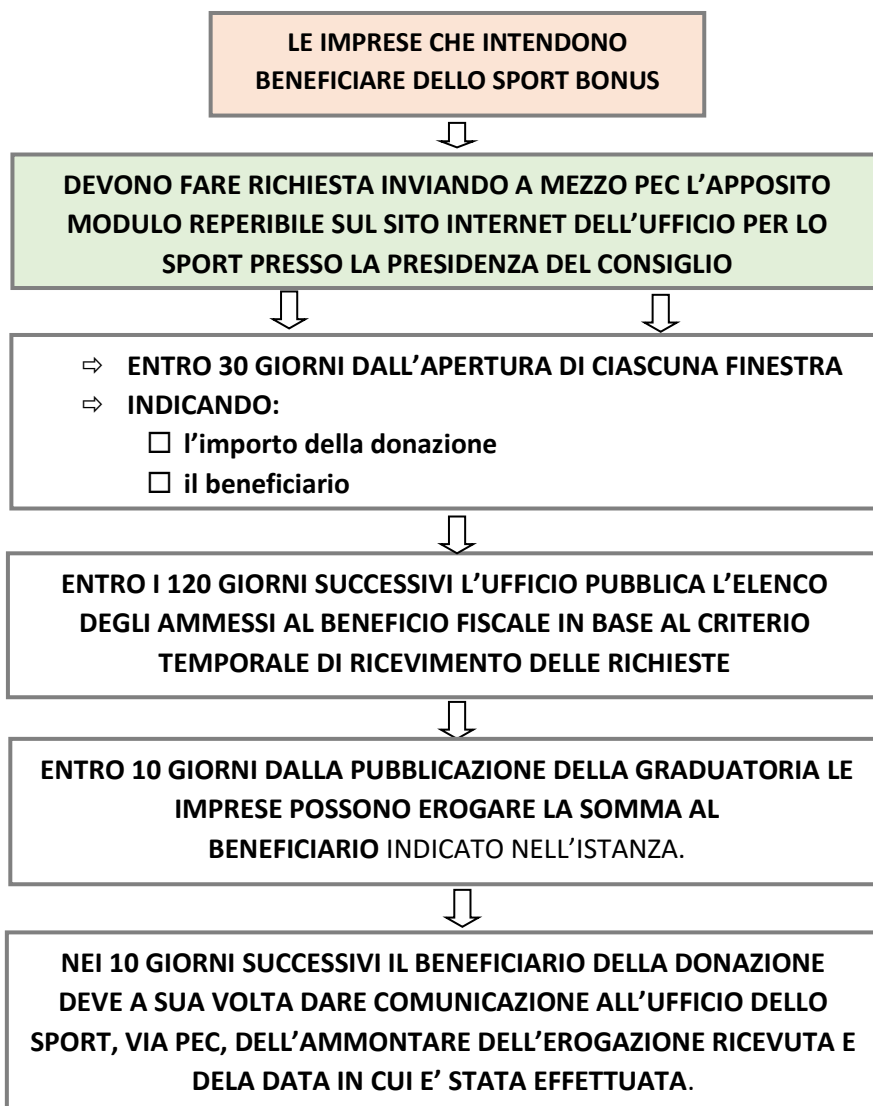 LE IMPRESE CHE INTENDONO
BENEFICIARE DELLO SPORT BONUS
DEVONO FARE RICHIESTA INVIANDO A MEZZO PEC L’APPOSITO
MODULO REPERIBILE SUL SITO INTERNET DELL’UFFICIO PER LO
SPORT PRESSO LA PRESIDENZA DEL CONSIGLIO
⇨ ENTRO 30 GIORNI DALL’APERTURA DI CIASCUNA FINESTRA
⇨ INDICANDO:
☐ l’importo della donazione
☐ il beneficiario
ENTRO I 120 GIORNI SUCCESSIVI L’UFFICIO PUBBLICA L’ELENCO
DEGLI AMMESSI AL BENEFICIO FISCALE IN BASE AL CRITERIO
TEMPORALE DI RICEVIMENTO DELLE RICHIESTE
ENTRO 10 GIORNI DALLA PUBBLICAZIONE DELLA GRADUATORIA LE
IMPRESE POSSONO EROGARE LA SOMMA AL
BENEFICIARIO INDICATO NELL’ISTANZA.
NEI 10 GIORNI SUCCESSIVI IL BENEFICIARIO DELLA DONAZIONE
DEVE A SUA VOLTA DARE COMUNICAZIONE ALL’UFFICIO DELLO
SPORT, VIA PEC, DELL’AMMONTARE DELL’EROGAZIONE RICEVUTA E
DELA DATA IN CUI E’ STATA EFFETTUATA.